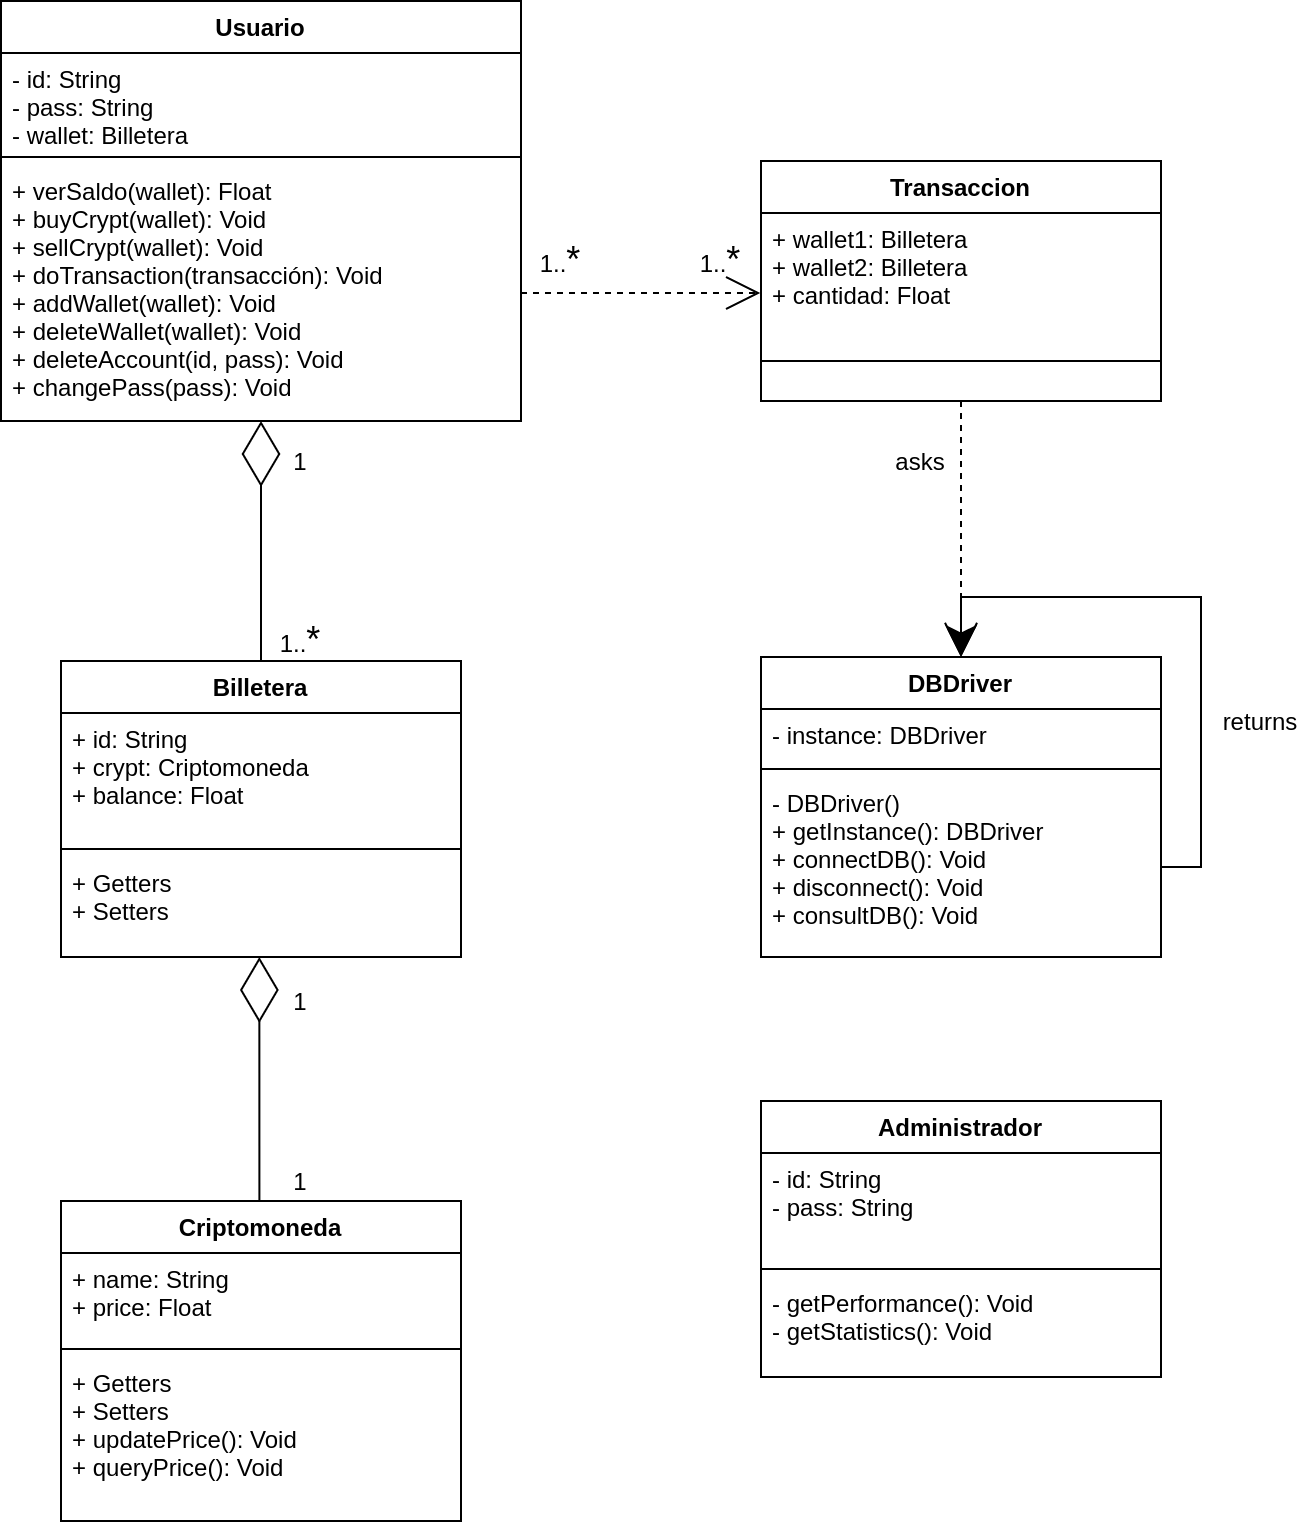 Usuario
- id: String
- pass: String
- wallet: Billetera
+ verSaldo(wallet): Float
+ buyCrypt(wallet): Void
+ sellCrypt(wallet): Void
+ doTransaction(transacción): Void
+ addWallet(wallet): Void
+ deleteWallet(wallet): Void
+ deleteAccount(id, pass): Void
+ changePass(pass): Void
1..*
1..*
Transaccion
+ wallet1: Billetera
+ wallet2: Billetera
+ cantidad: Float
1
asks
1..*
Billetera
+ id: String
+ crypt: Criptomoneda
+ balance: Float
+ Getters
+ Setters
DBDriver
- instance: DBDriver
- DBDriver()
+ getInstance(): DBDriver
+ connectDB(): Void
+ disconnect(): Void
+ consultDB(): Void
returns
1
1
Criptomoneda
+ name: String
+ price: Float
+ Getters
+ Setters
+ updatePrice(): Void
+ queryPrice(): Void
Administrador
- id: String
- pass: String
- getPerformance(): Void
- getStatistics(): Void